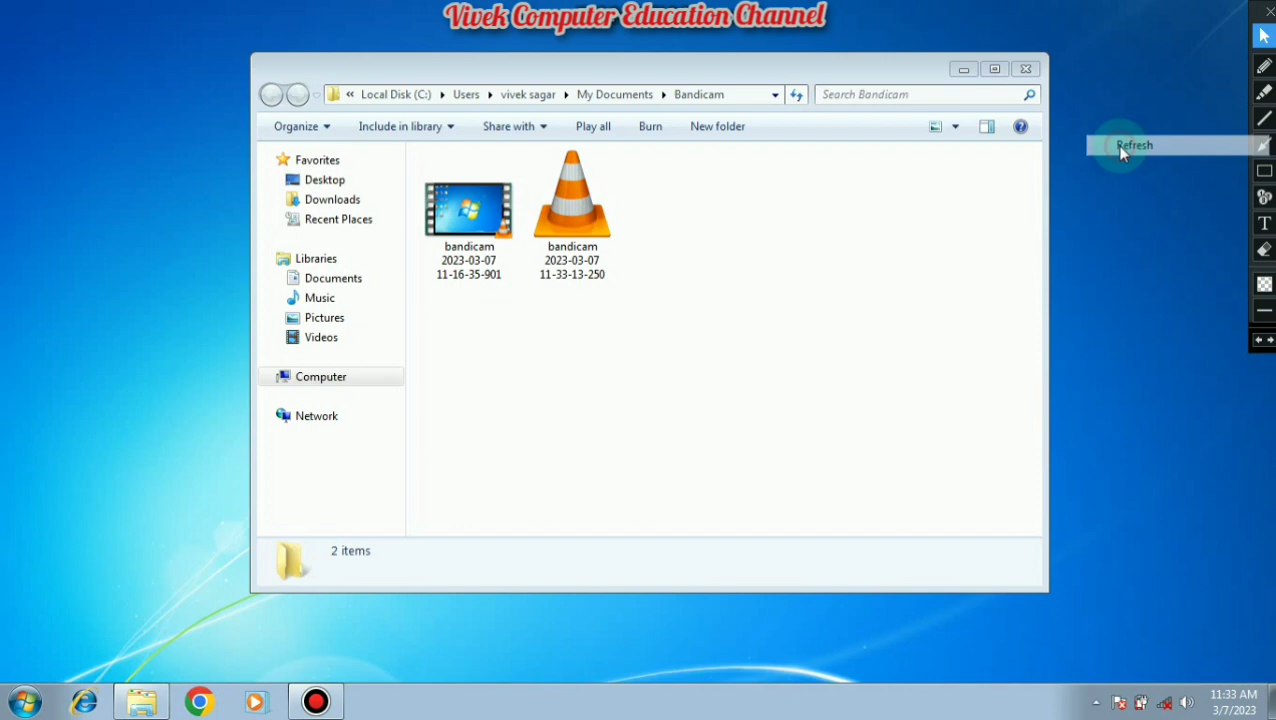 Vivek Computer Education Channel
« Local Disk (C:) Users vivek sagar My Documents Bandicam
Search Bandicam
Organize Include in library Share with Play all Burn New folder
Refresh
Favorites
Desktop
Downloads
Recent Places
Libraries
Documents
Music
Pictures
Videos
Computer
Network
bandicam
2023-03-07
11-16-35-901
bandicam
2023-03-07
11-33-13-250
2 items
T
11:33 AM
3/7/2023